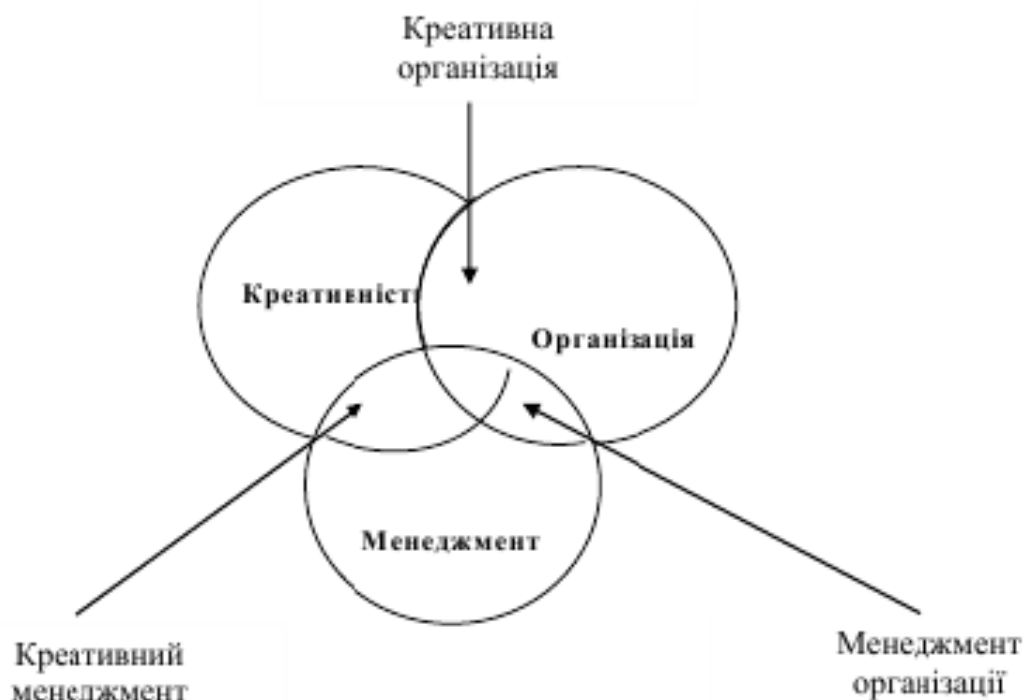 Креативна
організація
Креативніст
Організація
Менеджмент
Креативний
менеджмент
Менеджмент
організації